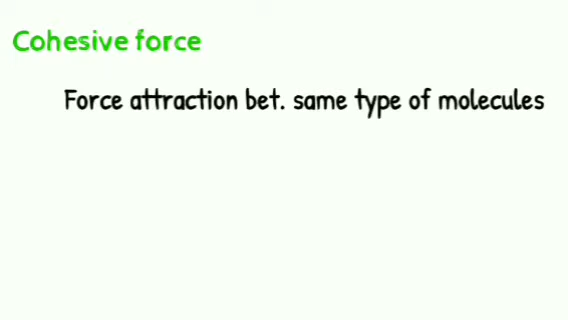 Cohesive force
Force attraction bet. same type of molecules